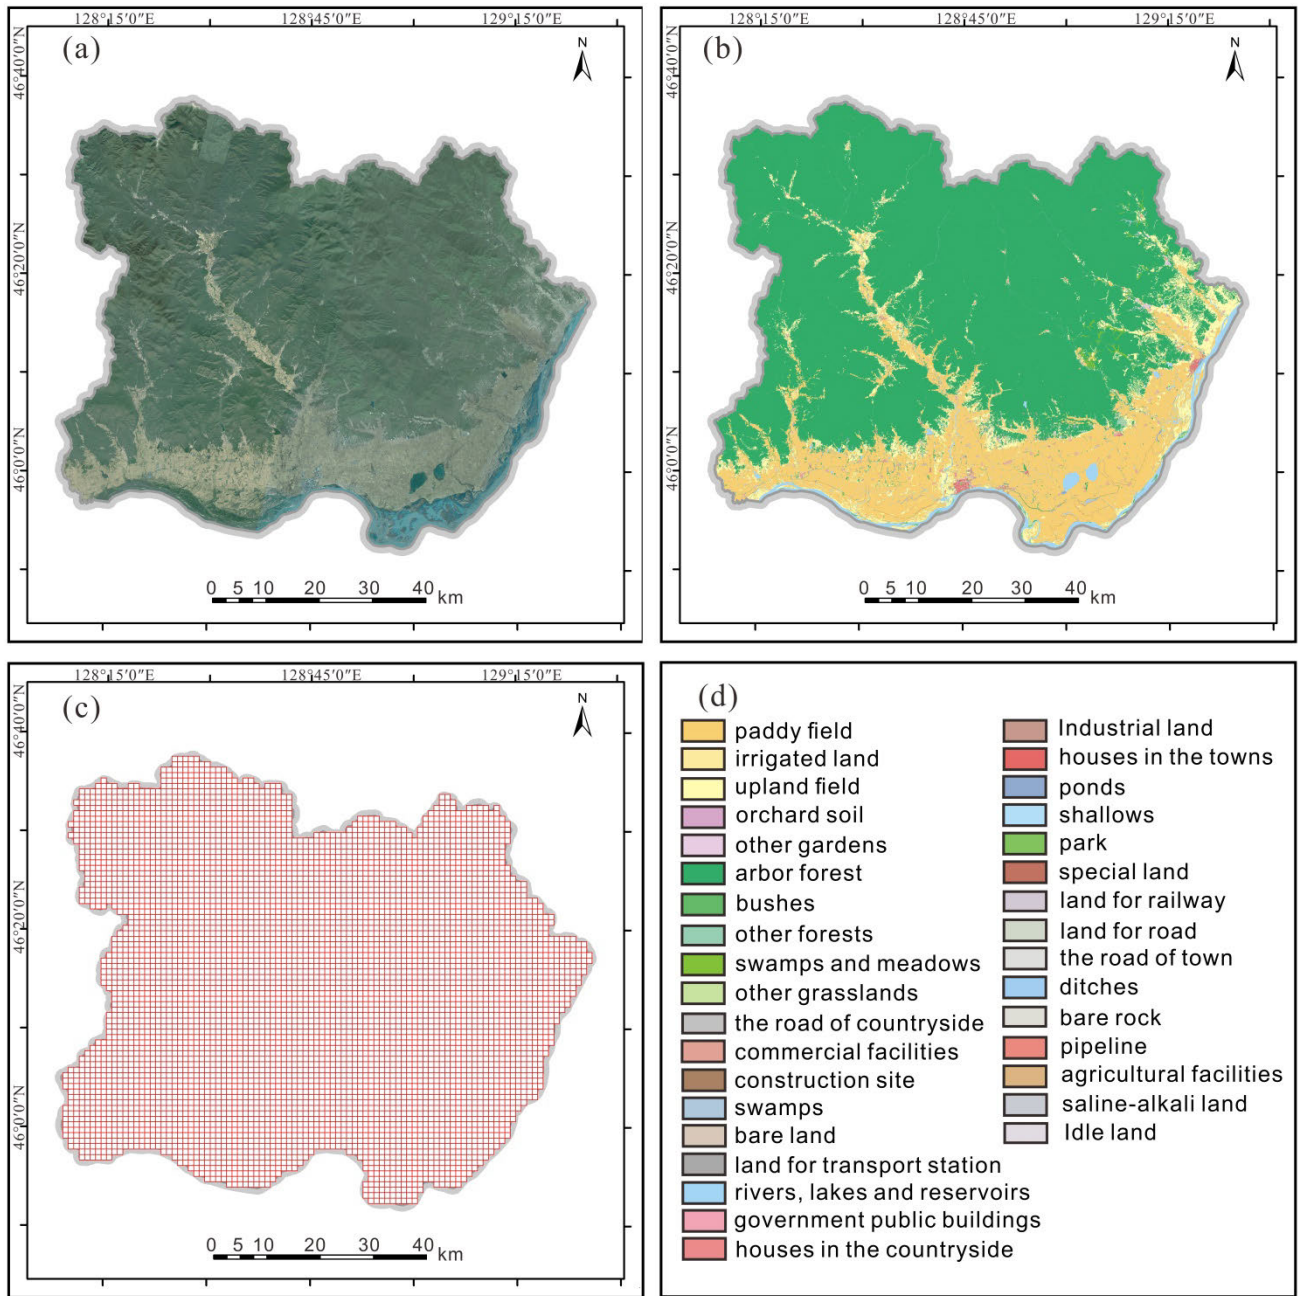 128°15′0″E 128°45′0″E 129°15′0″E
(a)
N
46°40′0″N
46°20′0″N
46°0′0″N
0 5 10 20 30 40 km
128°15′0″E 128°45′0″E 129°15′0″E
(b)
N
46°40′0″N
46°20′0″N
46°0′0″N
0 5 10 20 30 40 km
128°15′0″E 128°45′0″E 129°15′0″E
(c)
N
46°40′0″N
46°20′0″N
46°0′0″N
0 5 10 20 30 40 km
(d)
paddy field
irrigated land
upland field
orchard soil
other gardens
arbor forest
bushes
other forests
swamps and meadows
other grasslands
the road of countryside
commercial facilities
construction site
swamps
bare land
land for transport station
rivers, lakes and reservoirs
government public buildings
houses in the countryside
Industrial land
houses in the towns
ponds
shallows
park
special land
land for railway
land for road
the road of town
ditches
bare rock
pipeline
agricultural facilities
saline-alkali land
Idle land